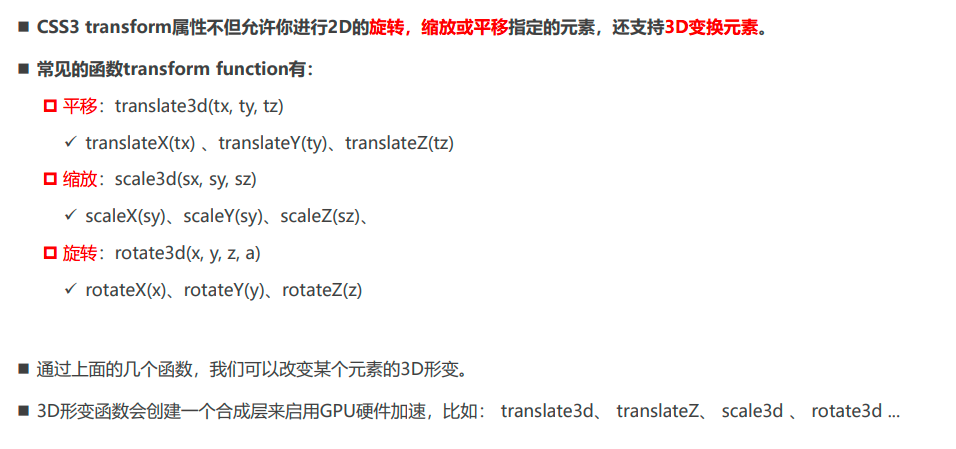 CSS3 transform属性不但允许你进行2D的旋转，缩放或平移指定的元素，还支持3D变换元素。
常见的函数transform function有：
平移：translate3d(tx, ty, tz)
translateX(tx) 、translateY(ty)、translateZ(tz)
缩放：scale3d(sx, sy, sz)
scaleX(sy)、scaleY(sy)、scaleZ(sz)、
旋转：rotate3d(x, y, z, a)
rotateX(x)、rotateY(y)、rotateZ(z)
通过上面的几个函数，我们可以改变某个元素的3D形变。
3D形变函数会创建一个合成层来启用GPU硬件加速，比如： translate3d、 translateZ、 scale3d 、 rotate3d ...